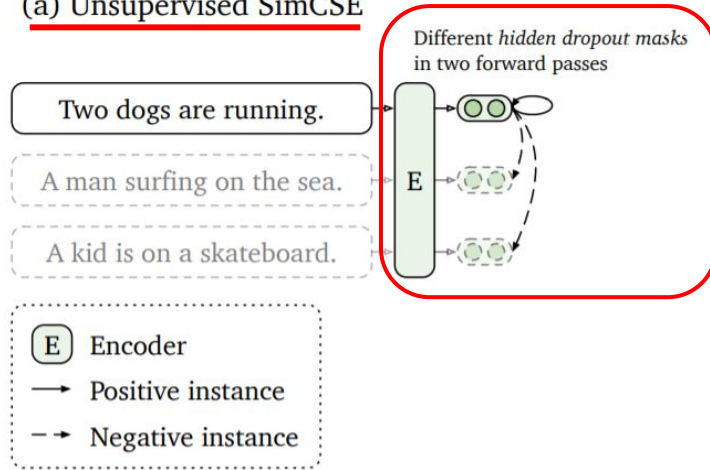 (a) Unsupervised SimCSE
Different hidden dropout masks
in two forward passes
Two dogs are running.
A man surfing on the sea.
E
A kid is on a skateboard.
E Encoder
Positive instance
Negative instance